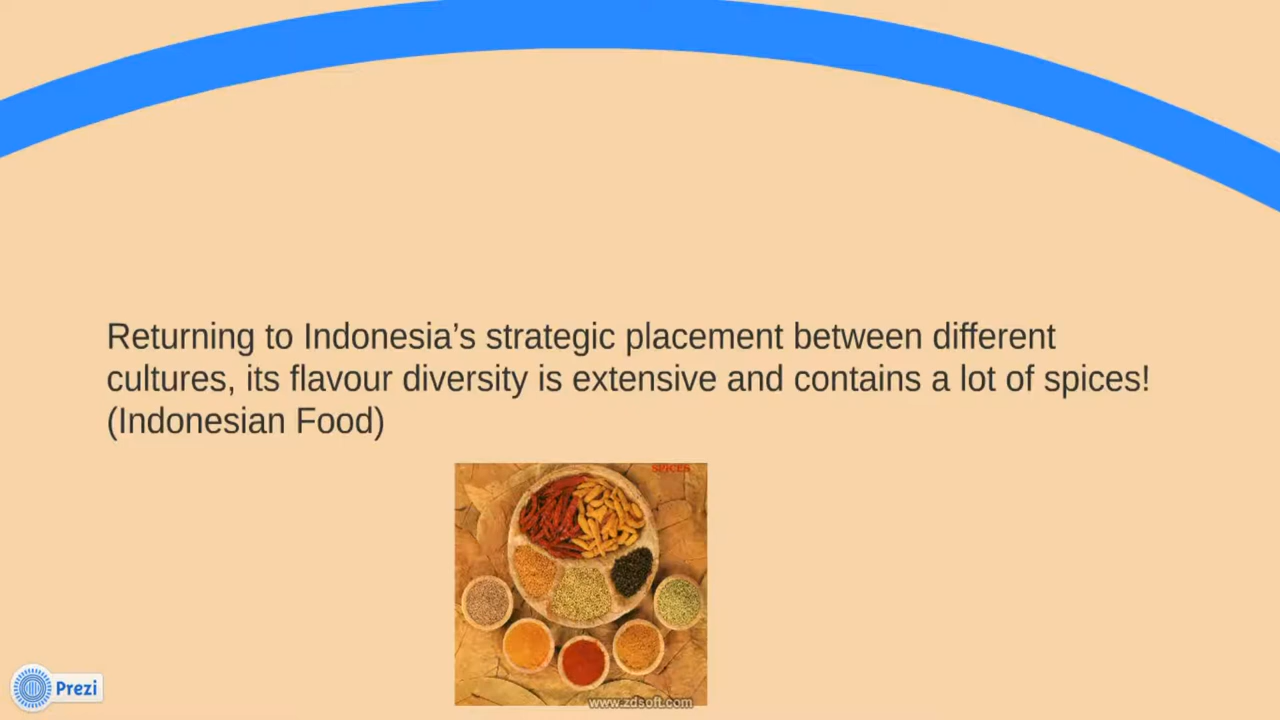 Returning to Indonesia’s strategic placement between different
cultures, its flavour diversity is extensive and contains a lot of spices!
(Indonesian Food)
SPICES
www.zdsoft.com
Prezi